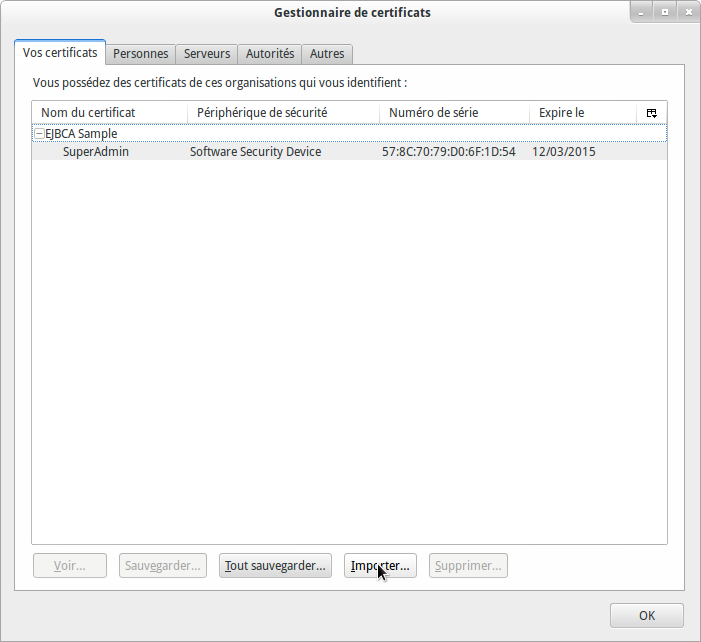 Gestionnaire de certificats
Vos certificats Personnes Serveurs Autorités Autres
Vous possédez des certificats de ces organisations qui vous identifient :
Nom du certificat Périphérique de sécurité Numéro de série Expire le
EJBCA Sample
SuperAdmin Software Security Device 57:8C:70:79:D0:6F:1D:54 12/03/2015
Voir... Sauvegarder... Tout sauvegarder... Importer... Supprimer...
OK